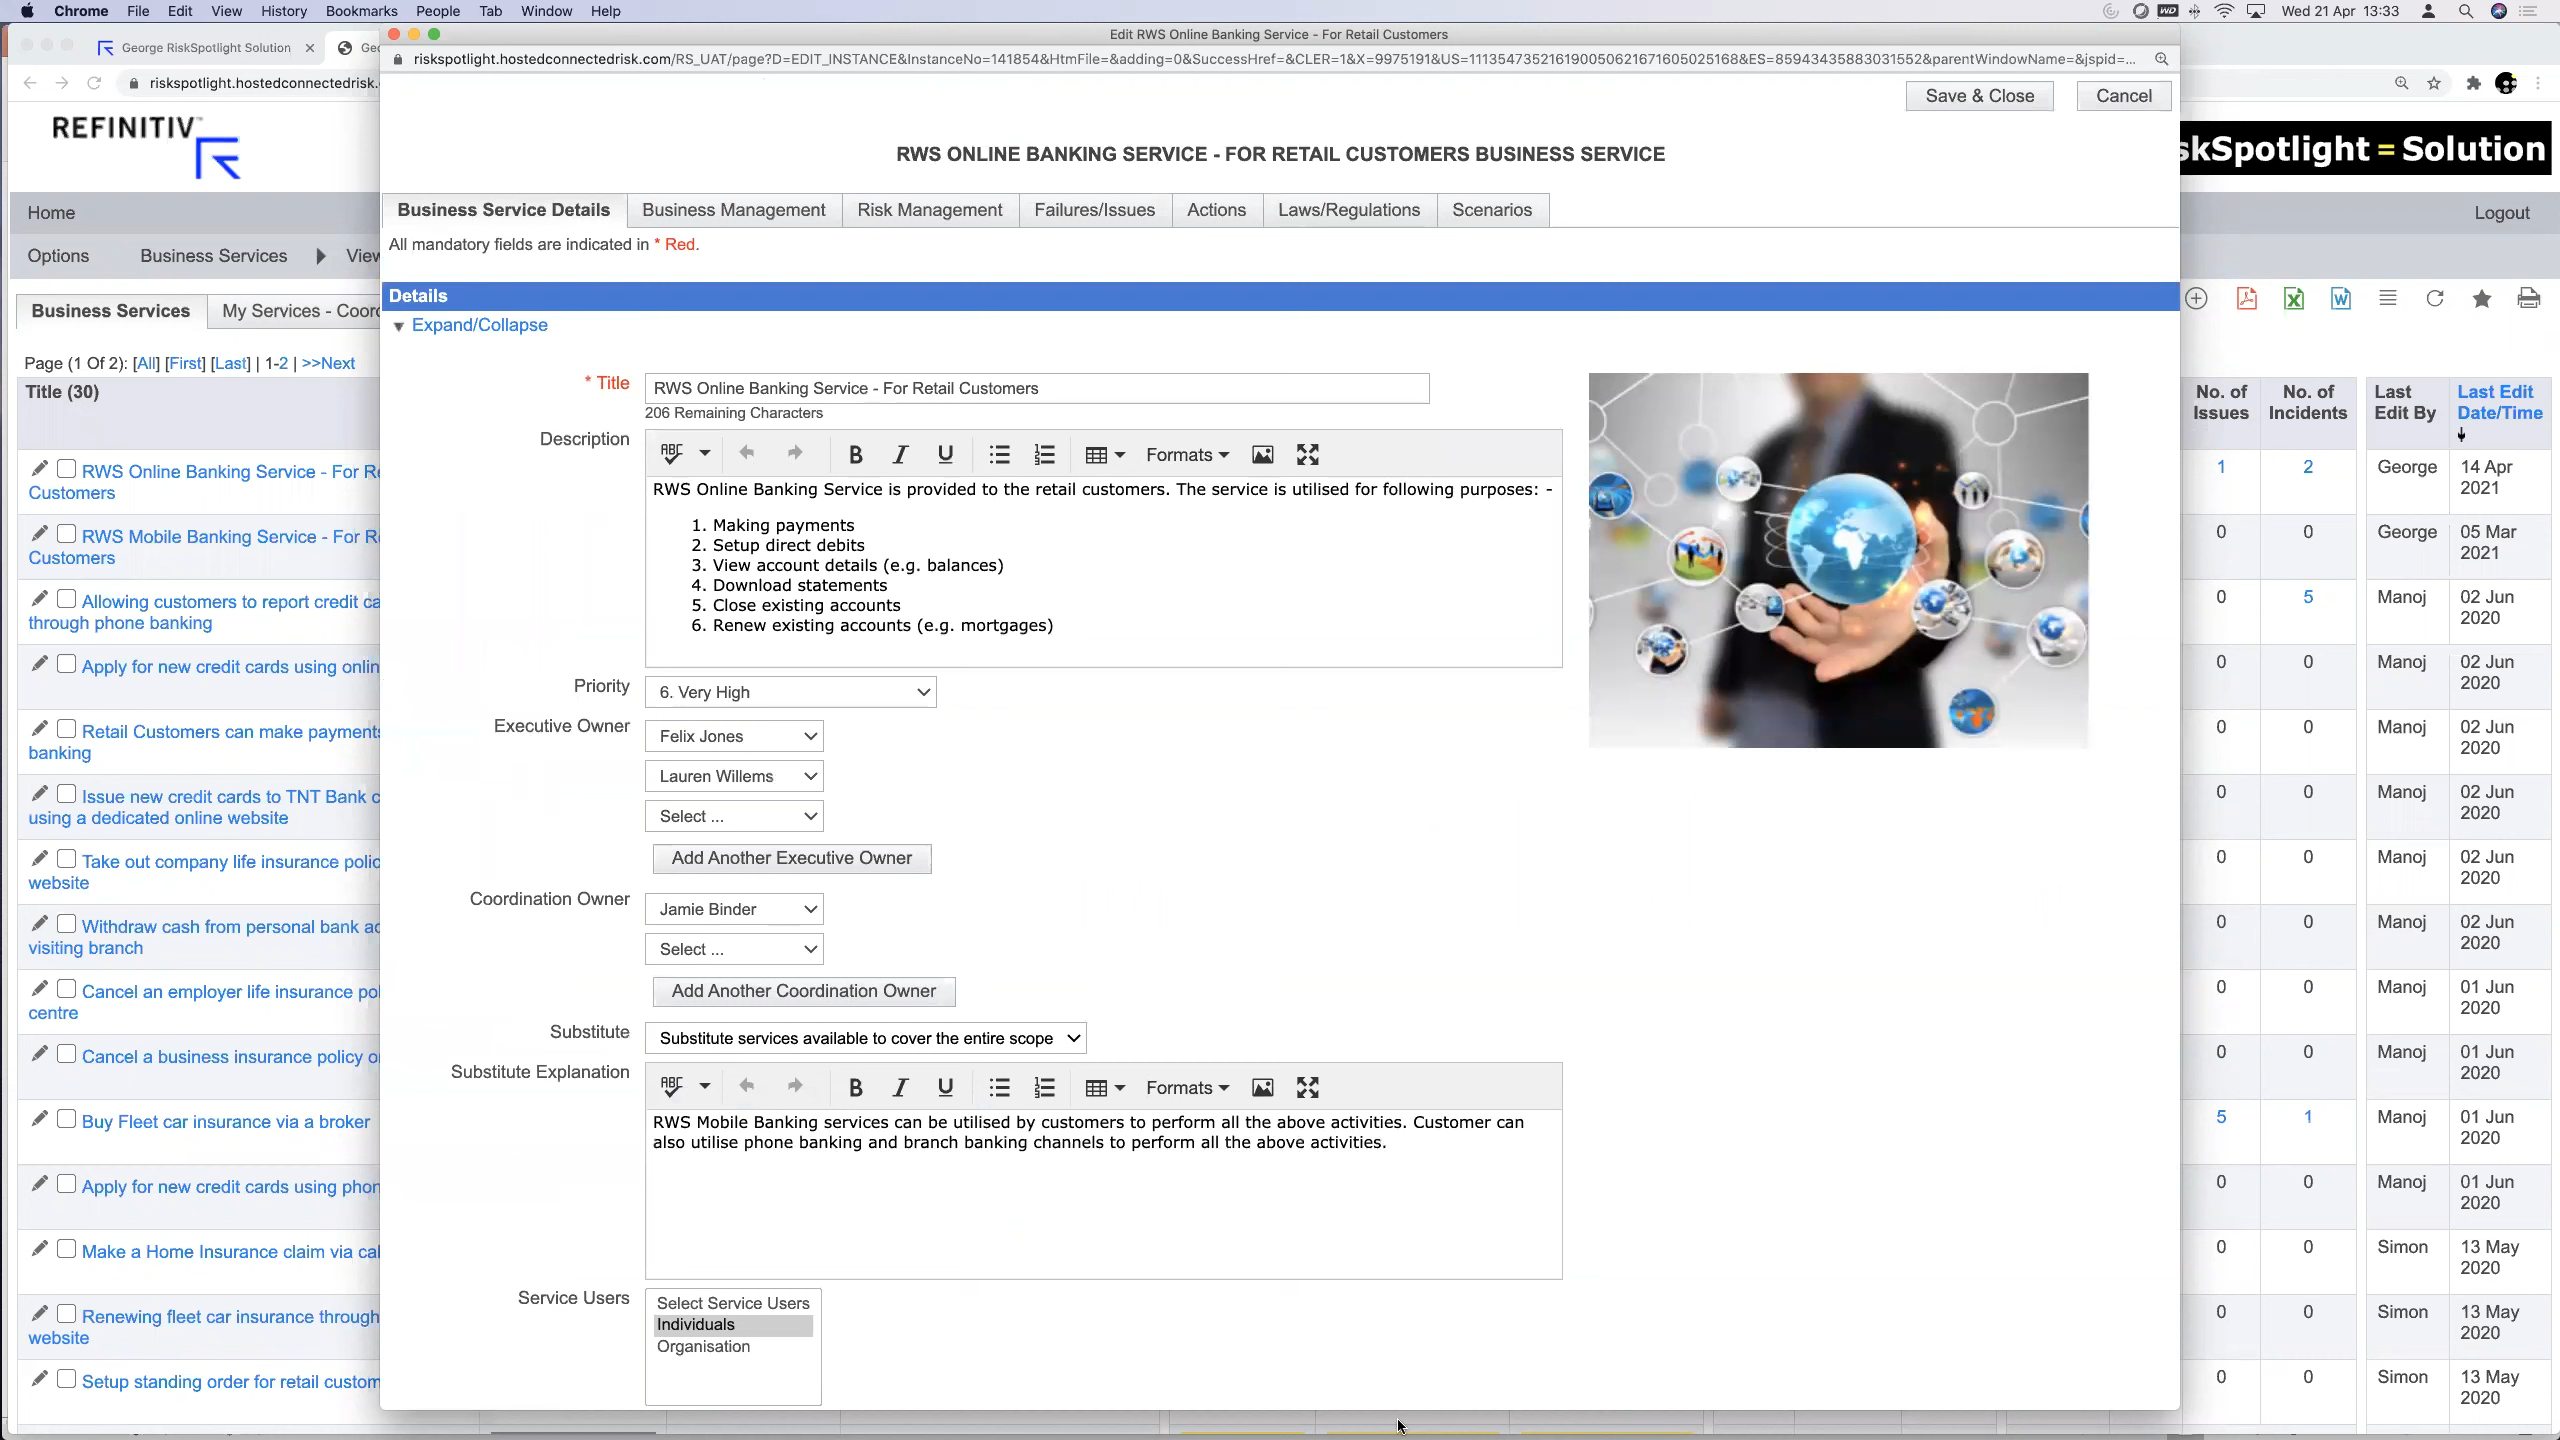 Chrome File Edit View History Bookmarks People Tab Window Help
Wed 21 Apr 13:33
George RiskSpotlight Solution
Edit RWS Online Banking Service - For Retail Customers
riskspotlight.hostedconnectedrisk.com/RS_UAT/page?D=EDIT_INSTANCE&InstanceNo=141854&HtmFile=&adding=0&SuccessHref=&CLER=1&X=9975191&US=11135473521619005062167160502516​8&ES=85943435883031552&parentWindowName=&jspid=...
riskspotlight.hostedconnectedrisk.
Save & Close Cancel
REFINITIV
skSpotlight = Solution
RWS ONLINE BANKING SERVICE - FOR RETAIL CUSTOMERS BUSINESS SERVICE
Home
Logout
Business Service Details Business Management Risk Management Failures/Issues Actions Laws/Regulations Scenarios
All mandatory fields are indicated in * Red.
Options Business Services View
Details
Expand/Collapse
Business Services My Services - Coord
Page (1 Of 2): [All] [First] [Last] | 1-2 | >>Next
Title (30)
No. of Issues
No. of Incidents
Last Edit By
Last Edit Date/Time
* Title
RWS Online Banking Service - For Retail Customers
206 Remaining Characters
Description
ABC
B I U
Formats
RWS Online Banking Service is provided to the retail customers. The service is utilised for following purposes: -
1. Making payments
2. Setup direct debits
3. View account details (e.g. balances)
4. Download statements
5. Close existing accounts
6. Renew existing accounts (e.g. mortgages)
Priority
6. Very High
Executive Owner
Felix Jones
Lauren Willems
Select ...
Add Another Executive Owner
Coordination Owner
Jamie Binder
Select ...
Add Another Coordination Owner
Substitute
Substitute services available to cover the entire scope
Substitute Explanation
ABC
B I U
Formats
RWS Mobile Banking services can be utilised by customers to perform all the above activities. Customer can
also utilise phone banking and branch banking channels to perform all the above activities.
Service Users
Select Service Users
Individuals
Organisation
RWS Online Banking Service - For Re
Customers
1 2 George 14 Apr 2021
RWS Mobile Banking Service - For Re
Customers
0 0 George 05 Mar 2021
Allowing customers to report credit ca
through phone banking
0 5 Manoj 02 Jun 2020
Apply for new credit cards using onlin
0 0 Manoj 02 Jun 2020
Retail Customers can make payments
banking
0 0 Manoj 02 Jun 2020
Issue new credit cards to TNT Bank c
using a dedicated online website
0 0 Manoj 02 Jun 2020
Take out company life insurance polic
website
0 0 Manoj 02 Jun 2020
Withdraw cash from personal bank ac
visiting branch
0 0 Manoj 02 Jun 2020
Cancel an employer life insurance pol
centre
0 0 Manoj 01 Jun 2020
Cancel a business insurance policy o
0 0 Manoj 01 Jun 2020
Buy Fleet car insurance via a broker
5 1 Manoj 01 Jun 2020
Apply for new credit cards using phon
0 0 Manoj 01 Jun 2020
Make a Home Insurance claim via cal
0 0 Simon 13 May 2020
Renewing fleet car insurance through
website
0 0 Simon 13 May 2020
Setup standing order for retail custom
0 0 Simon 13 May 2020